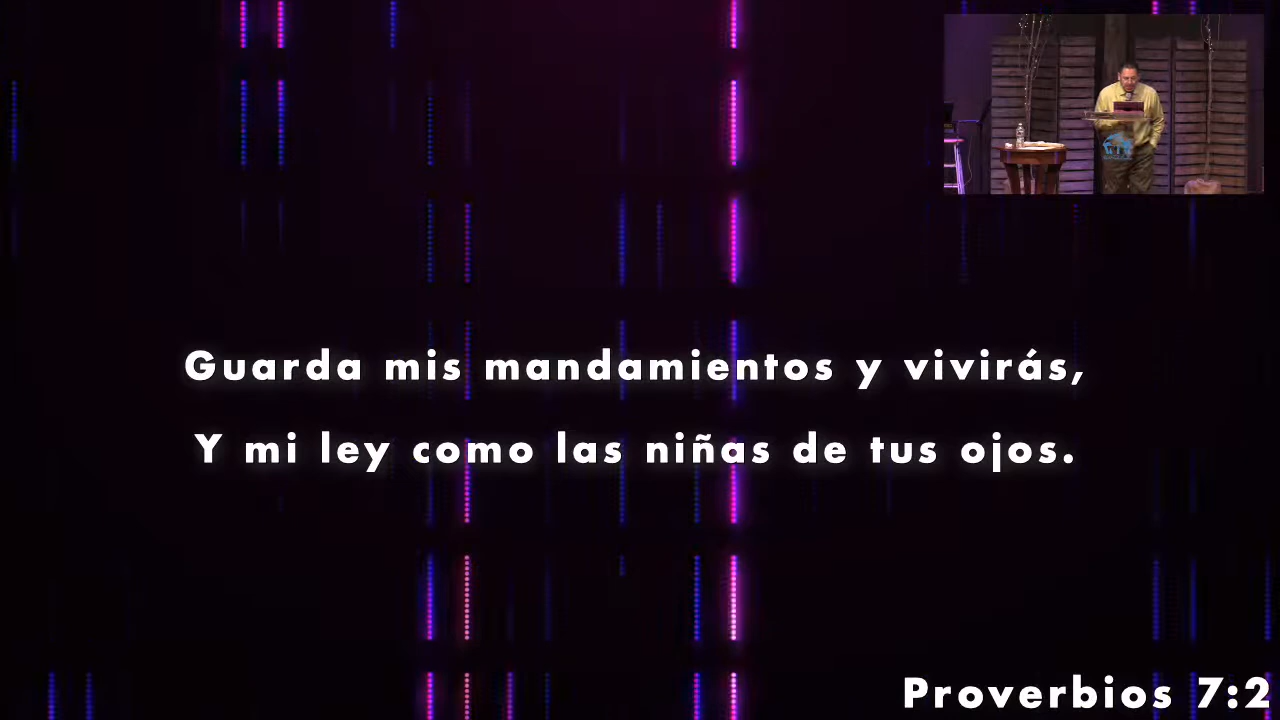 Guarda mis mandamientos y vivirás,
Y mi ley como las niñas de tus ojos.
Proverbios 7:2